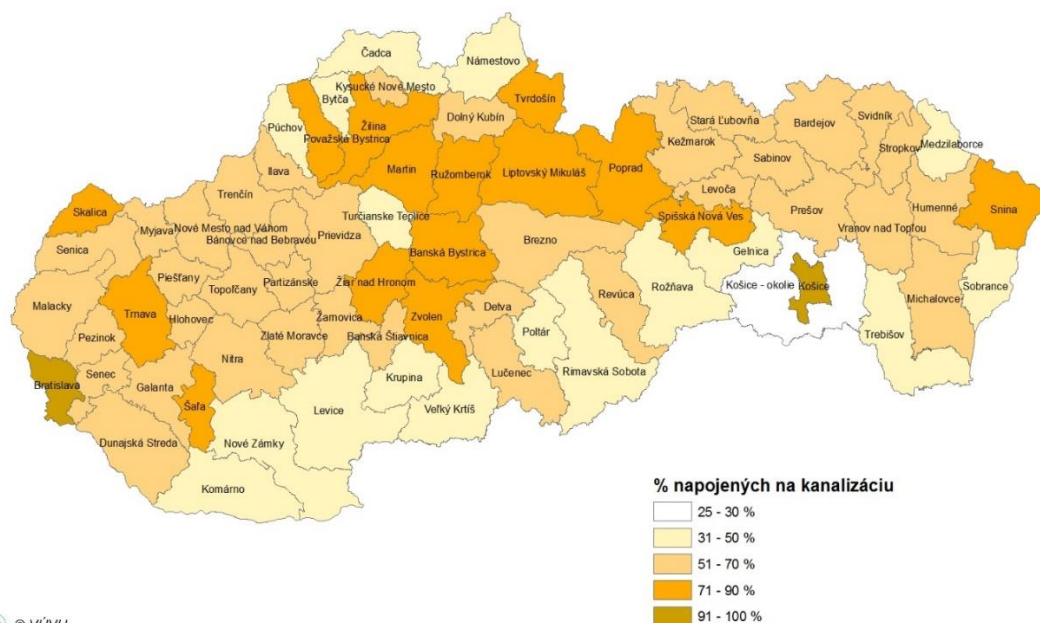 Čadca
Námestovo
Kysucké Nové Mesto
Bytča
Tvrdošín
Žilina
Dolný Kubín
Púchov
Považská Bystrica
Stará Ľubovňa
Bardejov
Svidník
Medzilaborce
Kežmarok
Stropkov
Sabinov
Ilava
Martin
Ružomberok
Liptovský Mikuláš
Poprad
Levoča
Trenčín
Prešov
Humenné
Snina
Skalica
Turčianske Teplice
Spišská Nová Ves
Myjava
Nové Mesto nad Váhom
Vranov nad Topľou
Bánovce nad Bebravou
Prievidza
Brezno
Senica
Banská Bystrica
Gelnica
Piešťany
Partizánske
Žiar nad Hronom
Rožňava
Košice - okolie
Košice
Sobrance
Topoľčany
Revúca
Malacky
Trnava
Hlohovec
Žarnovica
Zvolen
Detva
Michalovce
Pezinok
Zlaté Moravce
Banská Štiavnica
Poltár
Trebišov
Nitra
Rimavská Sobota
Lučenec
Krupina
Bratislava
Senec
Galanta
Šaľa
Levice
Veľký Krtíš
Dunajská Streda
Nové Zámky
Komárno
% napojených na kanalizáciu
25 - 30 %
31 - 50 %
51 - 70 %
71 - 90 %
91 - 100 %